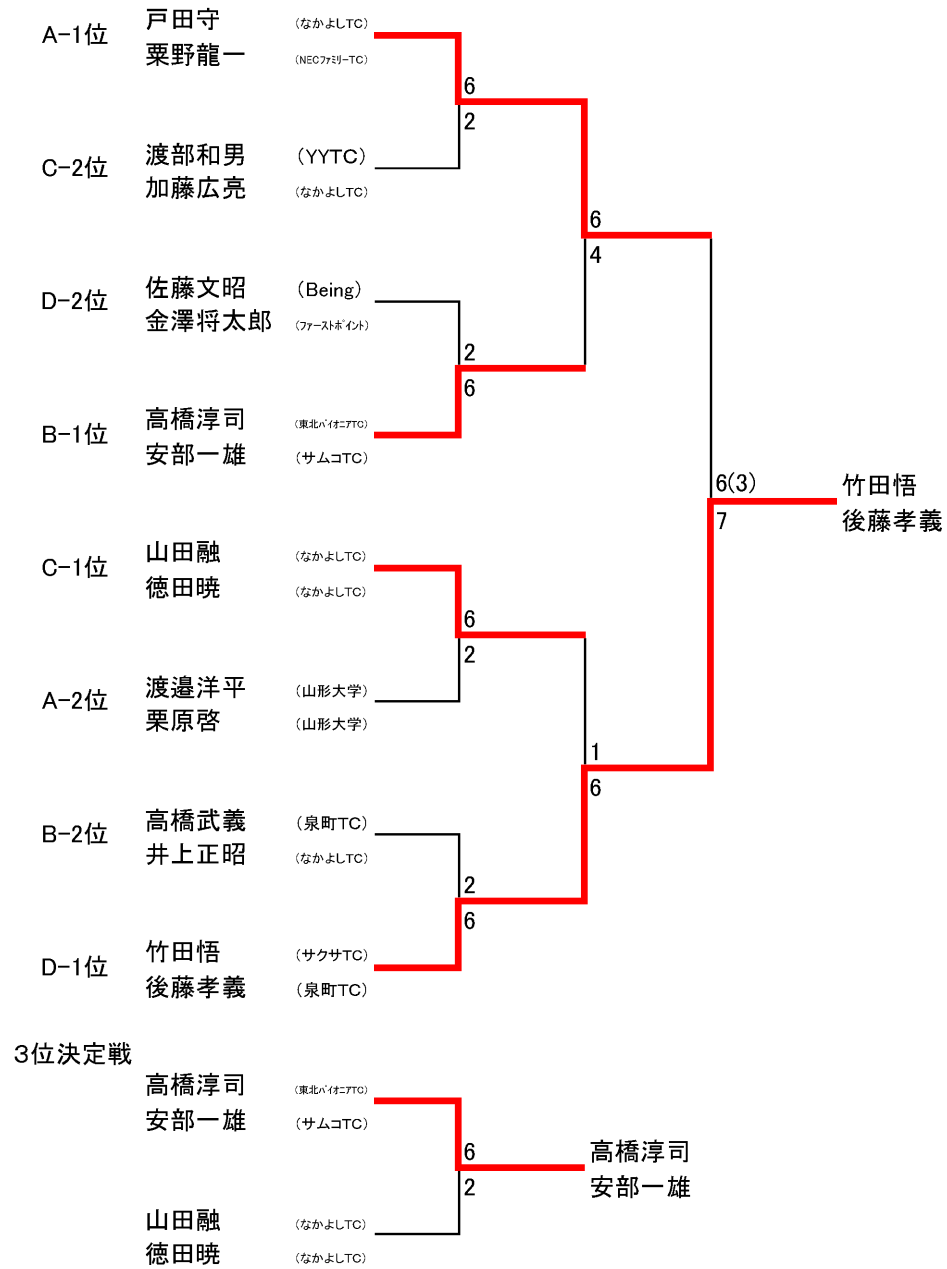 A-1位 戸田守 (なかよしTC)
粟野龍一 (NECファミリーTC)
6
2
C-2位 渡部和男 (YYTC)
加藤広亮 (なかよしTC)
6
4
D-2位 佐藤文昭 (Being)
金澤将太郎 (ファーストポイント)
2
6
B-1位 高橋淳司 (東北パイオニアTC)
安部一雄 (サムコTC)
6(3) 竹田悟
7 後藤孝義
C-1位 山田融 (なかよしTC)
徳田暁 (なかよしTC)
6
2
A-2位 渡邉洋平 (山形大学)
栗原啓 (山形大学)
1
6
B-2位 高橋武義 (泉町TC)
井上正昭 (なかよしTC)
2
6
D-1位 竹田悟 (サクサTC)
後藤孝義 (泉町TC)
3位決定戦
高橋淳司 (東北パイオニアTC)
安部一雄 (サムコTC)
6 高橋淳司
2 安部一雄
山田融 (なかよしTC)
徳田暁 (なかよしTC)